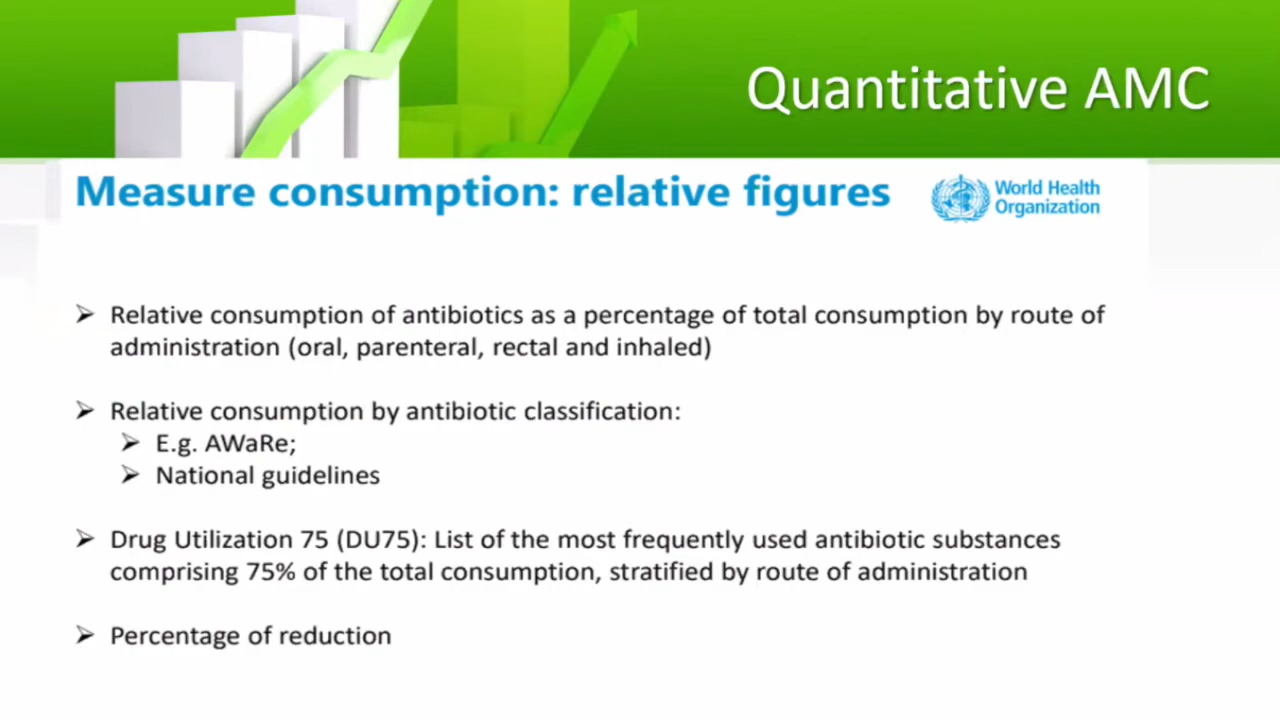 Quantitative AMC
Measure consumption: relative figures
World Health
Organization
➢ Relative consumption of antibiotics as a percentage of total consumption by route of
administration (oral, parenteral, rectal and inhaled)
➢ Relative consumption by antibiotic classification:
➢ E.g. AWaRe;
➢ National guidelines
➢ Drug Utilization 75 (DU75): List of the most frequently used antibiotic substances
comprising 75% of the total consumption, stratified by route of administration
➢ Percentage of reduction